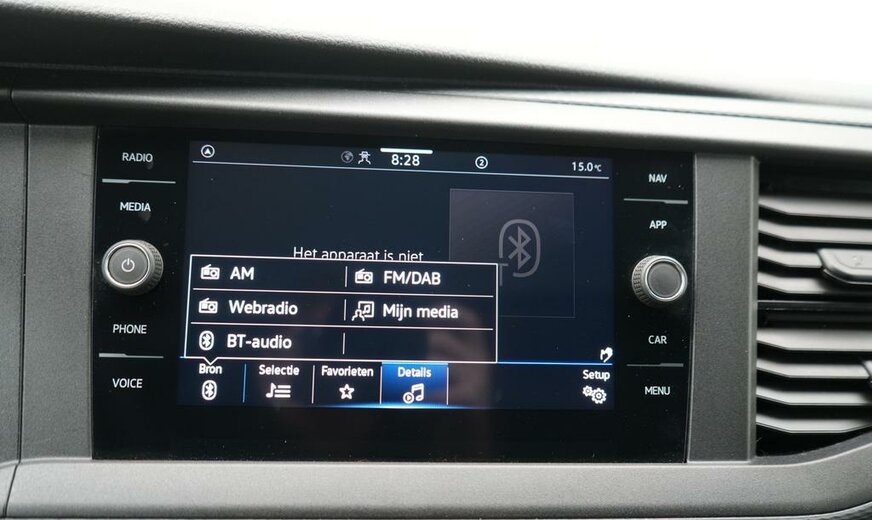 RADIO
MEDIA
PHONE
VOICE
8:28
2
15.0°C
Het apparaat is niet
AM
FM/DAB
Webradio
Mijn media
BT-audio
Bron
Selectie
Favorieten
Details
Setup
NAV
APP
CAR
MENU